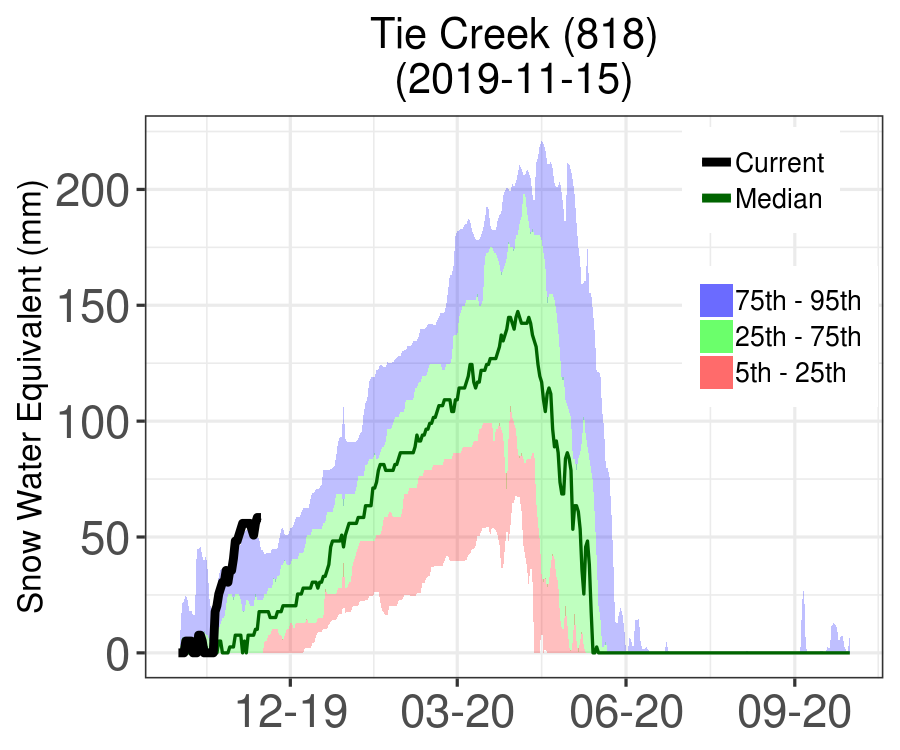 Tie Creek (818)
(2019-11-15)
Snow Water Equivalent (mm)
200
150
100
50
0
Current
Median
75th - 95th
25th - 75th
5th - 25th
12-19
03-20
06-20
09-20